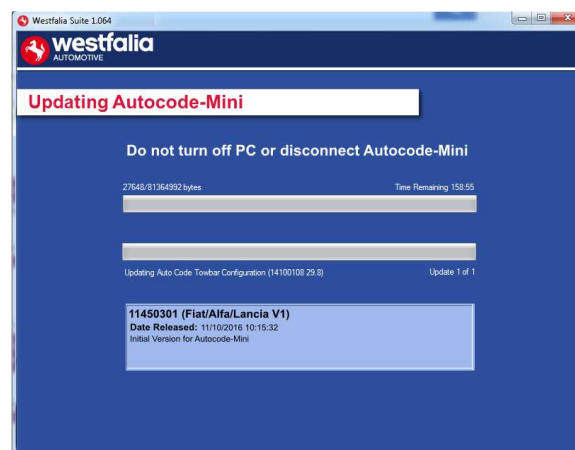 Westfalia Suite 1.064
westfalia
AUTOMOTIVE
Updating Autocode-Mini
Do not turn off PC or disconnect Autocode-Mini
27648/81364992 bytes Time Remaining 158:55
Updating Auto Code Towbar Configuration (14100108 29.8) Update 1 of 1
11450301 (Fiat/Alfa/Lancia V1)
Date Released: 11/10/2016 10:15:32
Initial Version for Autocode-Mini